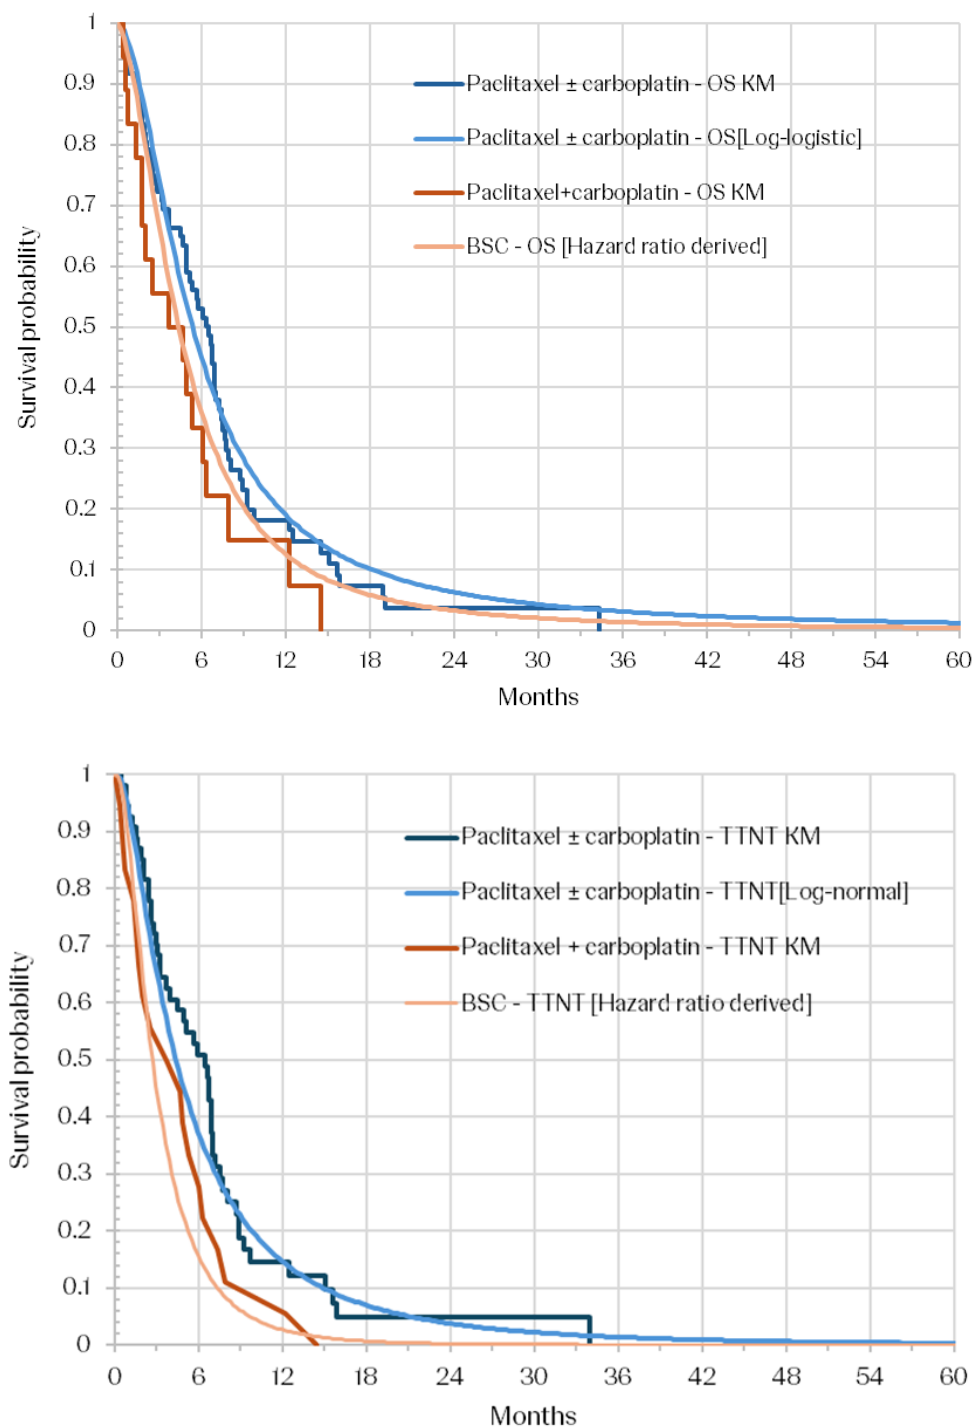 1
0.9
0.8
0.7
0.6
0.5
0.4
0.3
0.2
0.1
0
Survival probability
Paclitaxel ± carboplatin - OS KM
Paclitaxel ± carboplatin - OS[Log-logistic]
Paclitaxel+carboplatin - OS KM
BSC - OS [Hazard ratio derived]
0 6 12 18 24 30 36 42 48 54 60
Months
1
0.9
0.8
0.7
0.6
0.5
0.4
0.3
0.2
0.1
0
Survival probability
Paclitaxel ± carboplatin - TTNT KM
Paclitaxel ± carboplatin - TTNT[Log-normal]
Paclitaxel + carboplatin - TTNT KM
BSC - TTNT [Hazard ratio derived]
0 6 12 18 24 30 36 42 48 54 60
Months